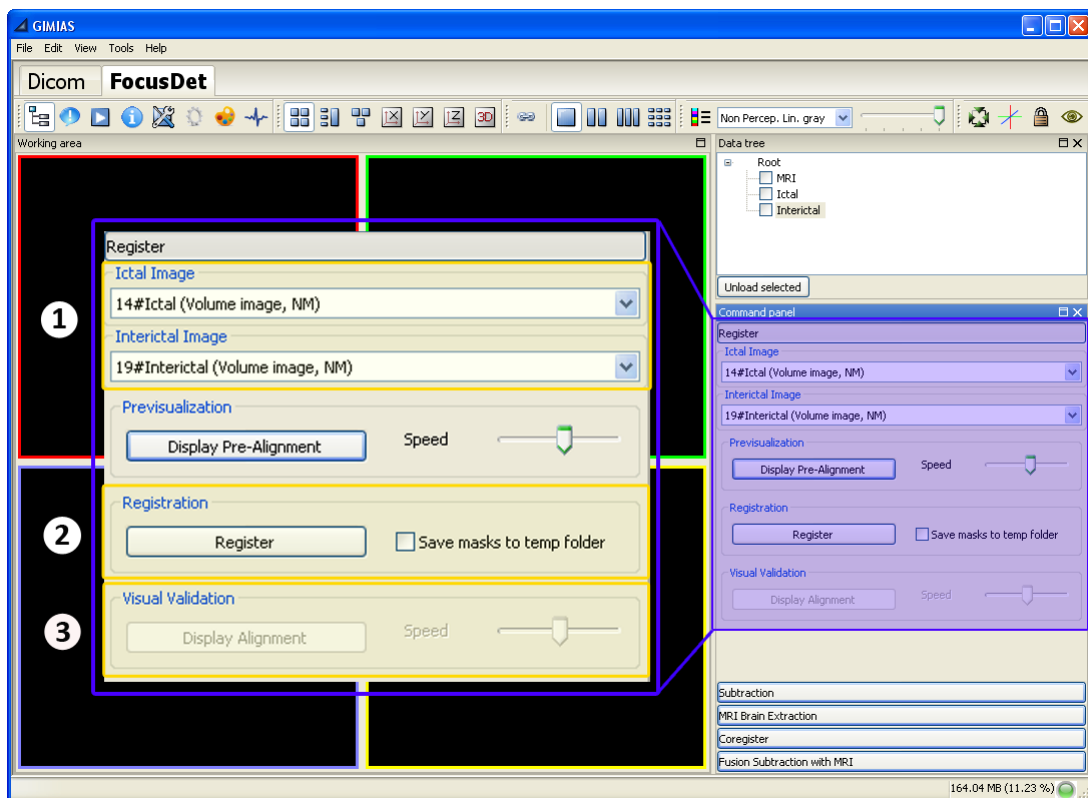 GIMIAS
File Edit View Tools Help
Dicom FocusDet
X Y Z 3D Non Percep. Lin. gray
Working area
Data tree
Root
MRI
Ictal
Interictal
Unload selected
Command panel
Register
Ictal Image
14#Ictal (Volume image, NM)
Interictal Image
19#Interictal (Volume image, NM)
Previsualization
Display Pre-Alignment Speed
Registration
Register Save masks to temp folder
Visual Validation
Display Alignment Speed
Subtraction
MRI Brain Extraction
Coregister
Fusion Subtraction with MRI
Register
1
Ictal Image
14#Ictal (Volume image, NM)
Interictal Image
19#Interictal (Volume image, NM)
Previsualization
Display Pre-Alignment Speed
2
Registration
Register Save masks to temp folder
3
Visual Validation
Display Alignment Speed
164.04 MB (11.23 %)